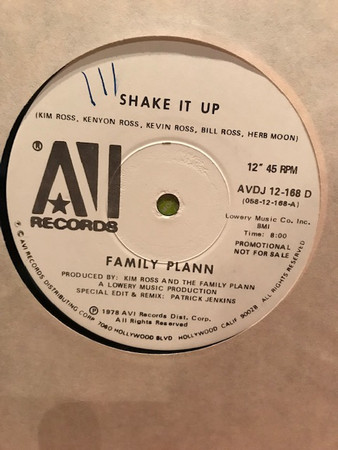 SHAKE IT UP
(KIM ROSS, KENYON ROSS, KEVIN ROSS, BILL ROSS, HERB MOON)
®
AVI
RECORDS
12" 45 RPM
AVDJ 12-168 D
(058-12-168-A)
Lowery Music Co. Inc.
BMI
Time: 8:00
PROMOTIONAL
NOT FOR SALE
FAMILY PLANN
PRODUCED BY: KIM ROSS AND THE FAMILY PLANN
A LOWERY MUSIC PRODUCTION
SPECIAL EDIT & REMIX: PATRICK JENKINS
℗ 1978 AVI Records Dist. Corp.
All Rights Reserved
℗ © AVI RECORDS DISTRIBUTING CORP. 7060 HOLLYWOOD BLVD. HOLLYWOOD CALIF. 90028 All Rights Reserved